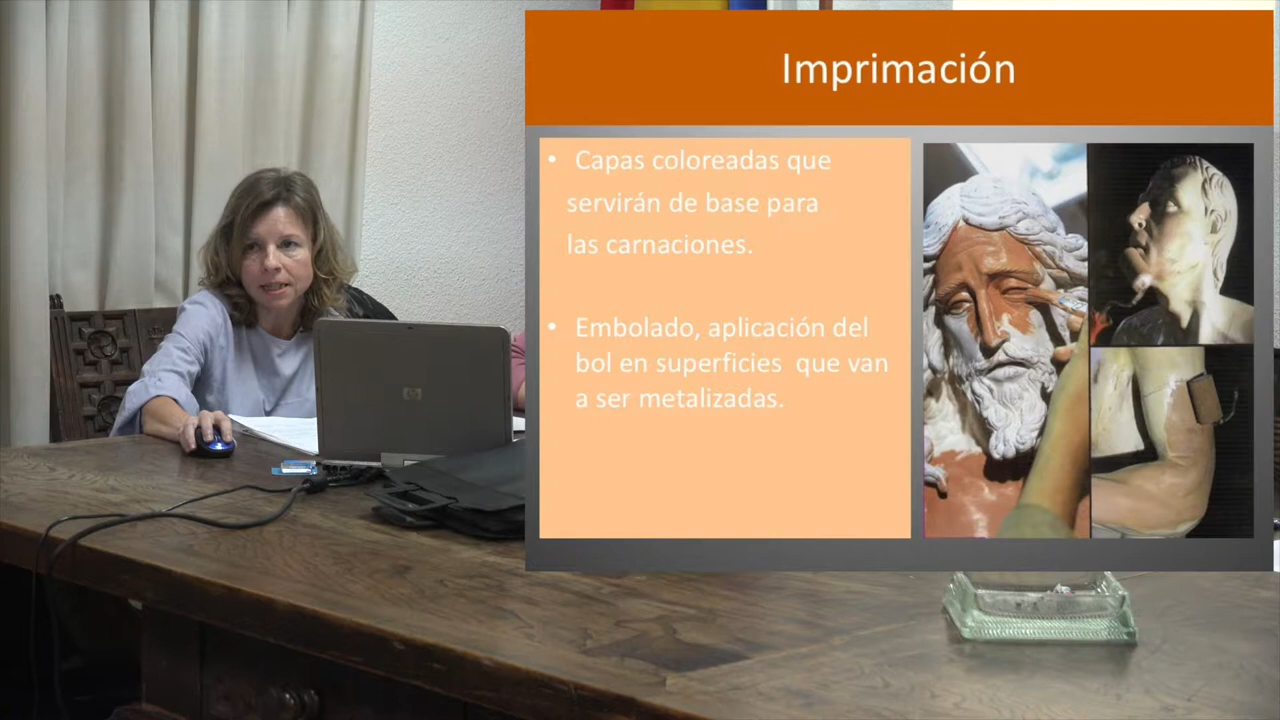 Imprimación
• Capas coloreadas que
servirán de base para
las carnaciones.
• Embolado, aplicación del
bol en superficies que van
a ser metalizadas.
hp